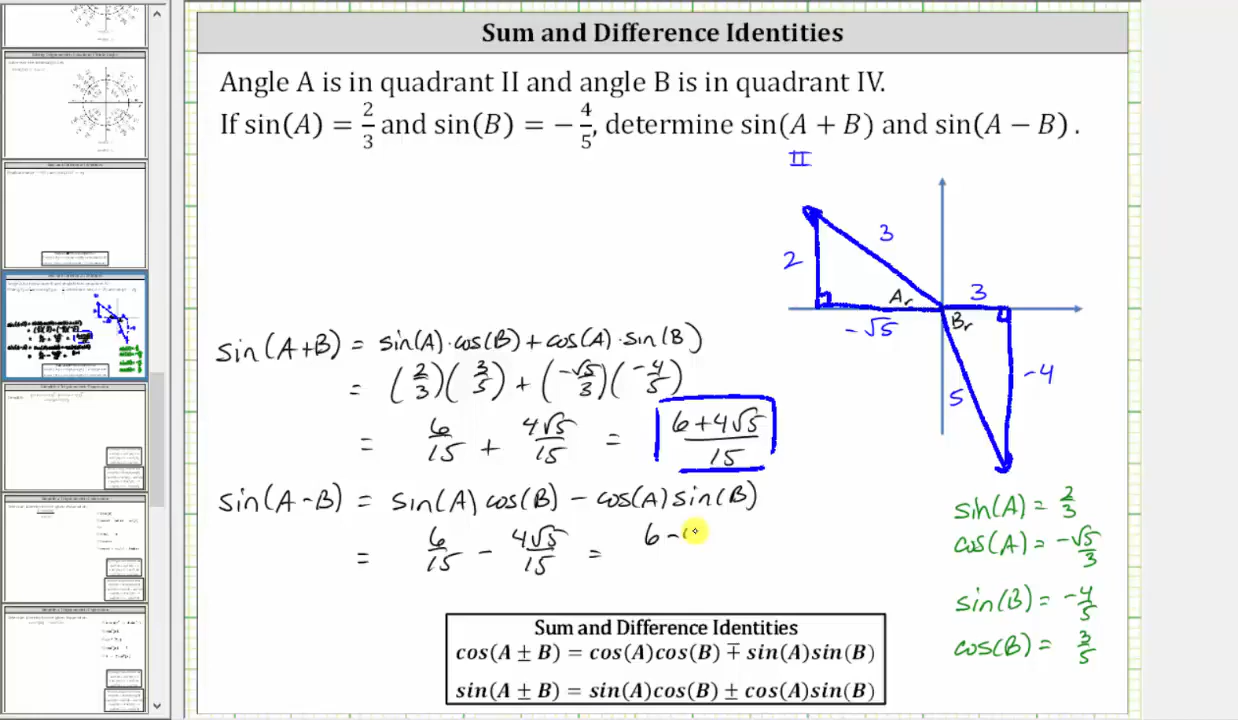 Sum and Difference Identities
Angle A is in quadrant II and angle B is in quadrant IV.
If sin(A) = 2/3 and sin(B) = −4/5, determine sin(A + B) and sin(A − B).
II
3
2
Ar
3
-√5
Br
-4
5
sin(A+B) = sin(A)·cos(B) + cos(A)·sin(B)
= (2/3)(3/5) + (-√5/3)(-4/5)
= 6/15 + 4√5/15 = 6+4√5/15
sin(A-B) = sin(A) cos(B) - cos(A) sin(B)
= 6/15 - 4√5/15 = 6-
sin(A) = 2/3
cos(A) = -√5/3
sin(B) = -4/5
cos(B) = 3/5
Sum and Difference Identities
cos(A ± B) = cos(A)cos(B) ∓ sin(A)sin(B)
sin(A ± B) = sin(A)cos(B) ± cos(A)sin(B)